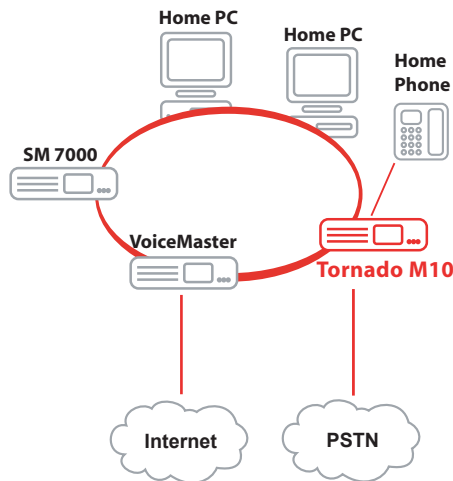 Home PC
Home PC
Home
Phone
SM 7000
VoiceMaster
Tornado M10
Internet
PSTN